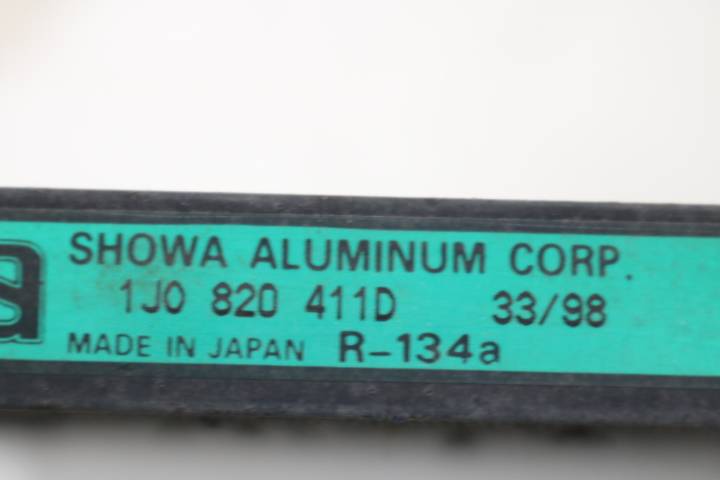 SHOWA ALUMINUM CORP.
1J0 820 411D 33/98
MADE IN JAPAN R-134a